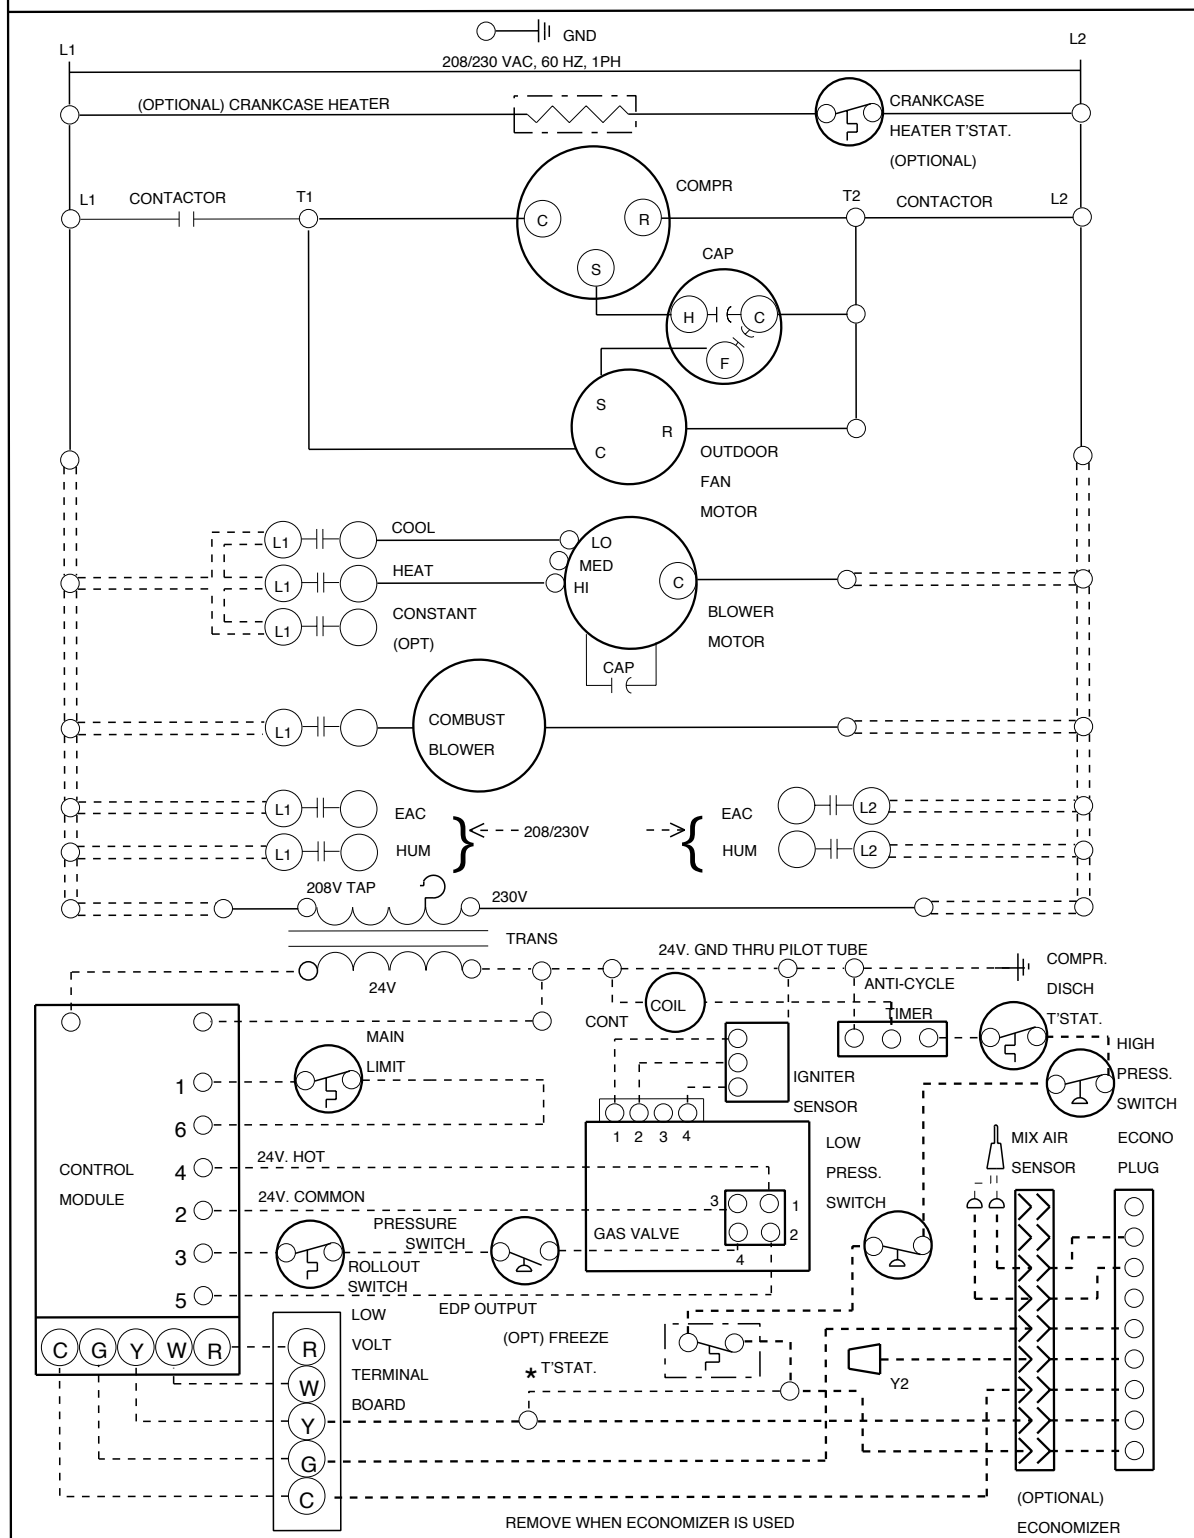 GND
L1
L2
208/230 VAC, 60 HZ, 1PH
(OPTIONAL) CRANKCASE HEATER
CRANKCASE
HEATER T'STAT.
(OPTIONAL)
COMPR
L1
CONTACTOR
T1
C
R
T2
CONTACTOR
L2
S
CAP
H
C
F
S
R
C
OUTDOOR
FAN
MOTOR
L1
COOL
LO
MED
L1
HEAT
HI
C
L1
CONSTANT
(OPT)
BLOWER
MOTOR
CAP
L1
COMBUST
BLOWER
L1
EAC
208/230V
EAC
L2
L1
HUM
HUM
L2
208V TAP
230V
TRANS
24V
24V. GND THRU PILOT TUBE
COMPR.
DISCH
T'STAT.
ANTI-CYCLE
TIMER
COIL
CONT
MAIN
LIMIT
HIGH
PRESS.
SWITCH
IGNITER
SENSOR
1
6
4
2
3
5
CONTROL
MODULE
24V. HOT
24V. COMMON
1 2 3 4
LOW
PRESS.
SWITCH
MIX AIR
SENSOR
ECONO
PLUG
3
1
2
4
GAS VALVE
PRESSURE
SWITCH
ROLLOUT
SWITCH
EDP OUTPUT
C G Y W R
LOW
VOLT
TERMINAL
BOARD
R
W
Y
G
C
(OPT) FREEZE
* T'STAT.
Y2
(OPTIONAL)
ECONOMIZER
REMOVE WHEN ECONOMIZER IS USED